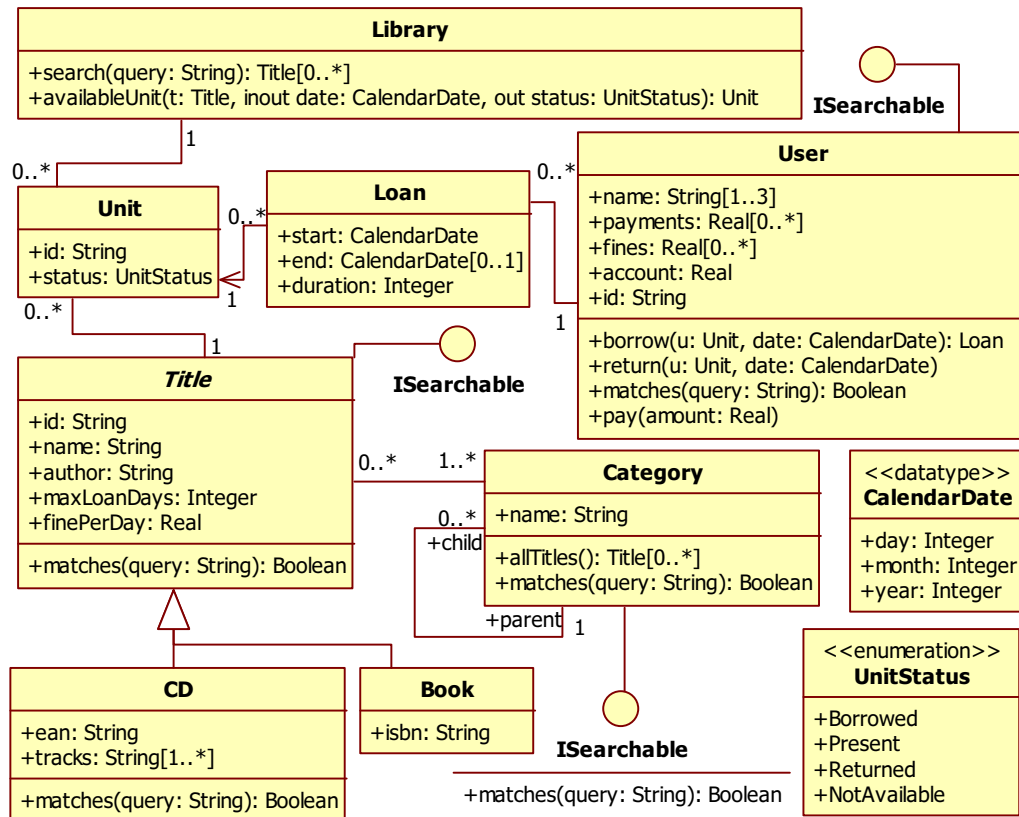 Library
+search(query: String): Title[0..*]
+availableUnit(t: Title, inout date: CalendarDate, out status: UnitStatus): Unit
1
0..*
ISearchable
Unit
+id: String
+status: UnitStatus
0..*
1
Loan
+start: CalendarDate
+end: CalendarDate[0..1]
+duration: Integer
0..*
1
User
+name: String[1..3]
+payments: Real[0..*]
+fines: Real[0..*]
+account: Real
+id: String
+borrow(u: Unit, date: CalendarDate): Loan
+return(u: Unit, date: CalendarDate)
+matches(query: String): Boolean
+pay(amount: Real)
0..*
1
ISearchable
Title
+id: String
+name: String
+author: String
+maxLoanDays: Integer
+finePerDay: Real
+matches(query: String): Boolean
0..*
1..*
Category
+name: String
+allTitles(): Title[0..*]
+matches(query: String): Boolean
0..*
+child
+parent
1
<<datatype>>
CalendarDate
+day: Integer
+month: Integer
+year: Integer
CD
+ean: String
+tracks: String[1..*]
+matches(query: String): Boolean
Book
+isbn: String
ISearchable
+matches(query: String): Boolean
<<enumeration>>
UnitStatus
+Borrowed
+Present
+Returned
+NotAvailable